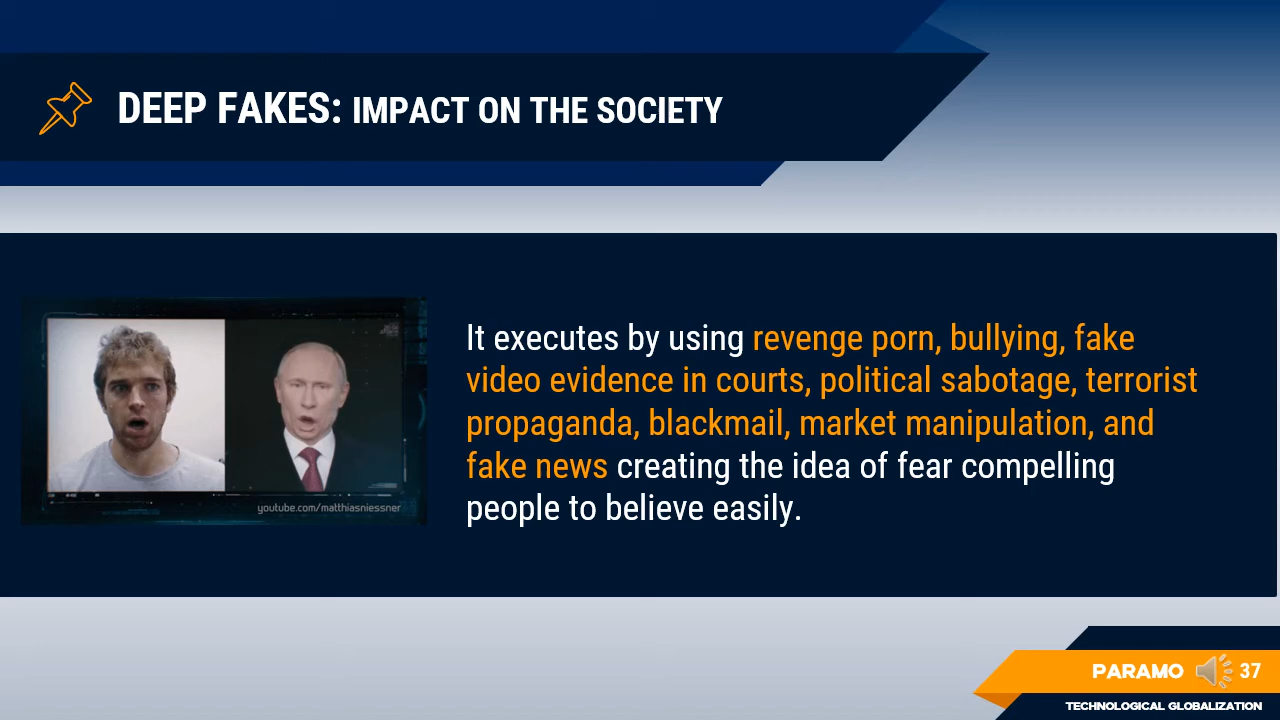 DEEP FAKES: IMPACT ON THE SOCIETY
It executes by using revenge porn, bullying, fake
video evidence in courts, political sabotage, terrorist
propaganda, blackmail, market manipulation, and
fake news creating the idea of fear compelling
people to believe easily.
youtube.com/matthiasniessner
PARAMO 37
TECHNOLOGICAL GLOBALIZATION